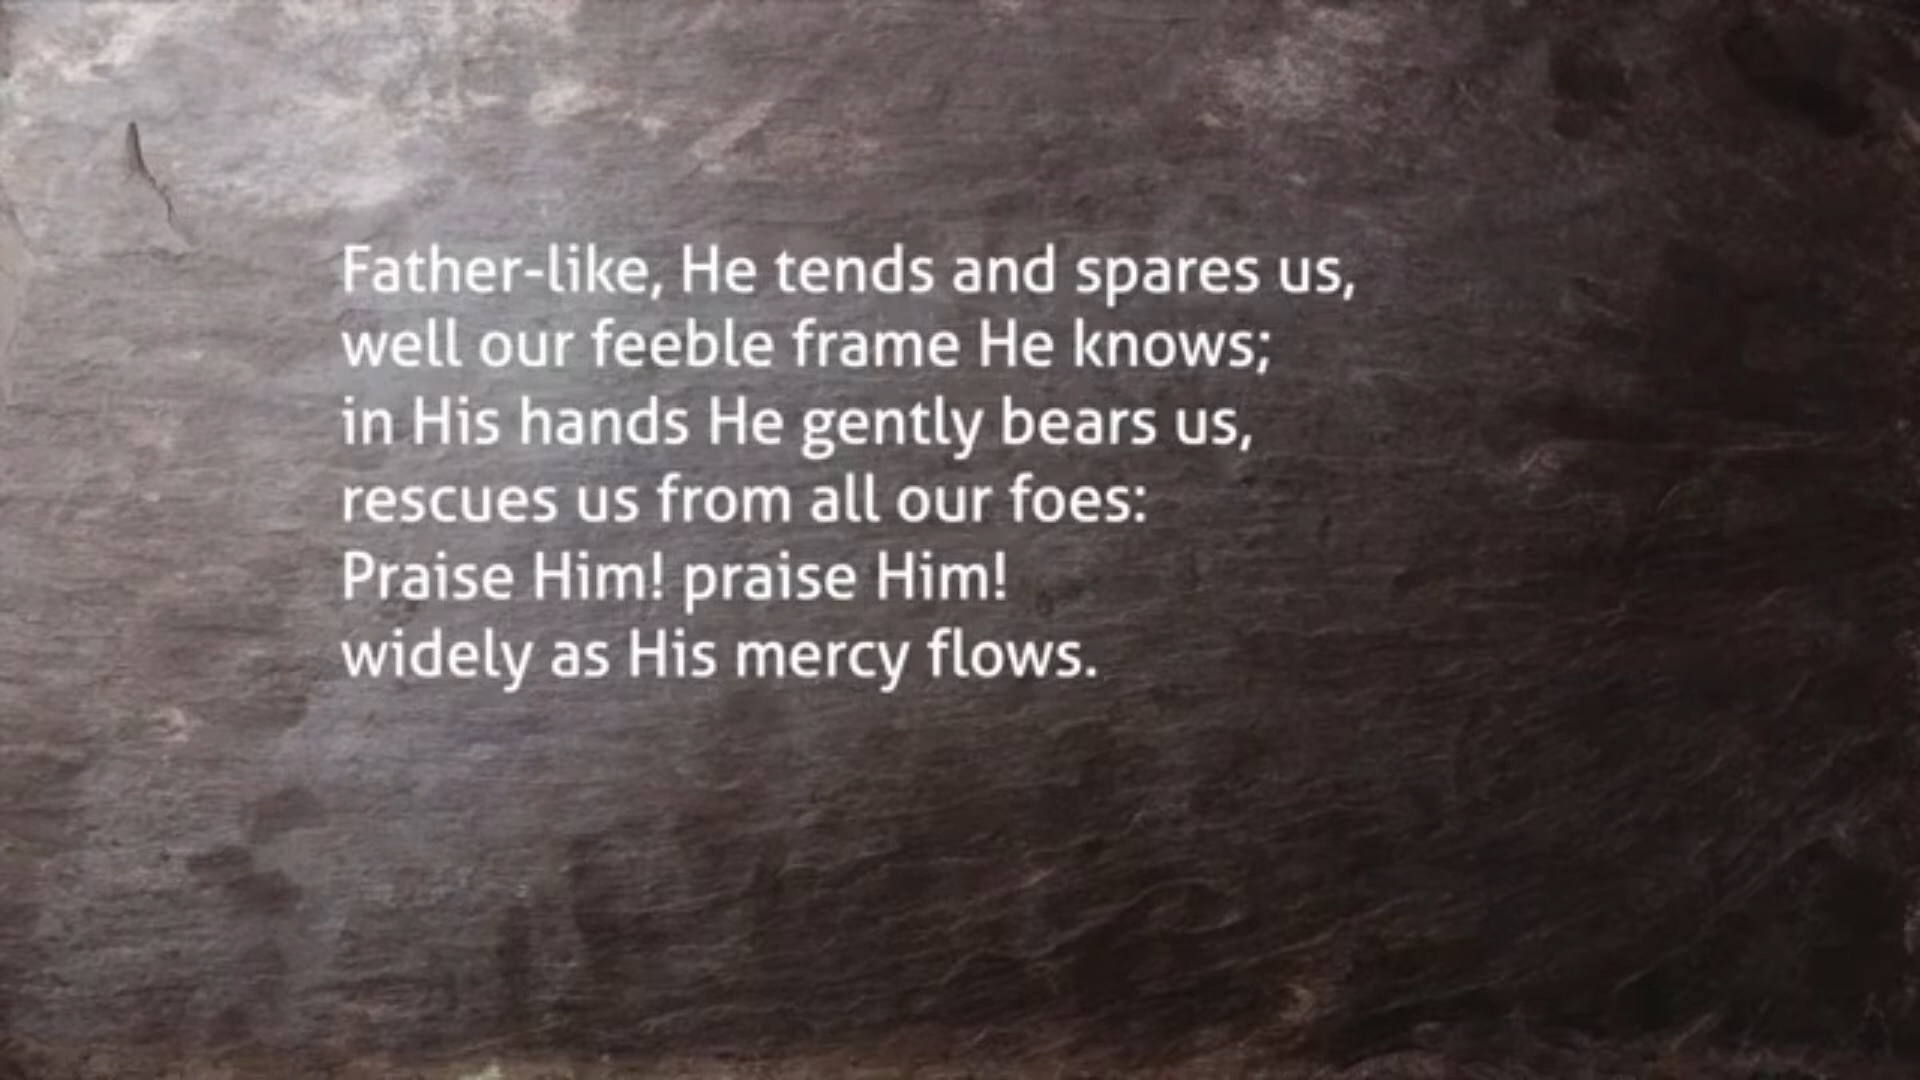 Father-like, He tends and spares us,
well our feeble frame He knows;
in His hands He gently bears us,
rescues us from all our foes:
Praise Him! praise Him!
widely as His mercy flows.